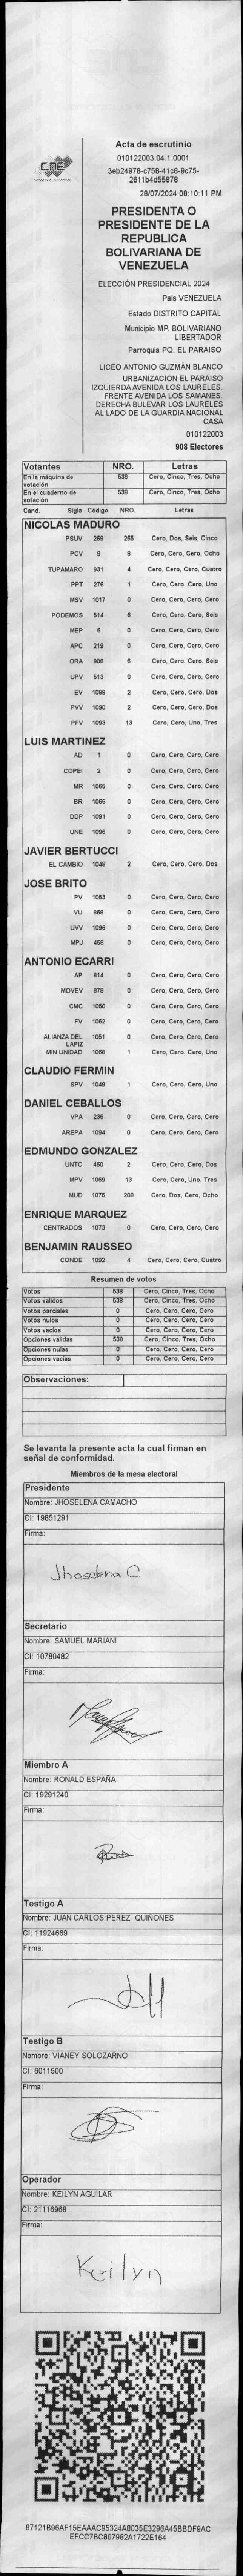 CNE
Acta de escrutinio
010122003.04.1.0001
3eb24978-c758-41c8-9c75-
2611b4d55878
28/07/2024 08:10:11 PM
PRESIDENTA O
PRESIDENTE DE LA
REPUBLICA
BOLIVARIANA DE
VENEZUELA
ELECCIÓN PRESIDENCIAL 2024
Pais VENEZUELA
Estado DISTRITO CAPITAL
Municipio MP. BOLIVARIANO
LIBERTADOR
Parroquia PQ. EL PARAISO
LICEO ANTONIO GUZMÁN BLANCO
URBANIZACION EL PARAISO
IZQUIERDA AVENIDA LOS LAURELES.
FRENTE AVENIDA LOS SAMANES.
DERECHA BULEVAR LOS LAURELES
AL LADO DE LA GUARDIA NACIONAL
CASA
010122003
908 Electores
Votantes NRO. Letras
En la máquina de votación 538 Cero, Cinco, Tres, Ocho
En el cuaderno de votación 538 Cero, Cinco, Tres, Ocho
Cand. Sigla Código NRO. Letras
NICOLAS MADURO
PSUV 269 265 Cero, Dos, Seis, Cinco
PCV 9 8 Cero, Cero, Cero, Ocho
TUPAMARO 931 4 Cero, Cero, Cero, Cuatro
PPT 276 1 Cero, Cero, Cero, Uno
MSV 1017 0 Cero, Cero, Cero, Cero
PODEMOS 614 6 Cero, Cero, Cero, Seis
MEP 6 0 Cero, Cero, Cero, Cero
APC 219 0 Cero, Cero, Cero, Cero
ORA 906 6 Cero, Cero, Cero, Seis
UPV 513 0 Cero, Cero, Cero, Cero
EV 1089 2 Cero, Cero, Cero, Dos
PVV 1090 2 Cero, Cero, Cero, Dos
PFV 1093 13 Cero, Cero, Uno, Tres
LUIS MARTINEZ
AD 1 0 Cero, Cero, Cero, Cero
COPEI 2 0 Cero, Cero, Cero, Cero
MR 1065 0 Cero, Cero, Cero, Cero
BR 1066 0 Cero, Cero, Cero, Cero
DDP 1091 0 Cero, Cero, Cero, Cero
UNE 1095 0 Cero, Cero, Cero, Cero
JAVIER BERTUCCI
EL CAMBIO 1048 2 Cero, Cero, Cero, Dos
JOSE BRITO
PV 1053 0 Cero, Cero, Cero, Cero
VU 868 0 Cero, Cero, Cero, Cero
UVV 1096 0 Cero, Cero, Cero, Cero
MPJ 458 0 Cero, Cero, Cero, Cero
ANTONIO ECARRI
AP 814 0 Cero, Cero, Cero, Cero
MOVEV 878 0 Cero, Cero, Cero, Cero
CMC 1050 0 Cero, Cero, Cero, Cero
FV 1062 0 Cero, Cero, Cero, Cero
ALIANZA DEL LAPIZ 1051 0 Cero, Cero, Cero, Cero
MIN UNIDAD 1068 1 Cero, Cero, Cero, Uno
CLAUDIO FERMIN
SPV 1049 1 Cero, Cero, Cero, Uno
DANIEL CEBALLOS
VPA 236 0 Cero, Cero, Cero, Cero
AREPA 1094 0 Cero, Cero, Cero, Cero
EDMUNDO GONZALEZ
UNTC 460 2 Cero, Cero, Cero, Dos
MPV 1069 13 Cero, Cero, Uno, Tres
MUD 1075 208 Cero, Dos, Cero, Ocho
ENRIQUE MARQUEZ
CENTRADOS 1073 0 Cero, Cero, Cero, Cero
BENJAMIN RAUSSEO
CONDE 1092 4 Cero, Cero, Cero, Cuatro
Resumen de votos
Votos 538 Cero, Cinco, Tres, Ocho
Votos validos 538 Cero, Cinco, Tres, Ocho
Votos parciales 0 Cero, Cero, Cero, Cero
Votos nulos 0 Cero, Cero, Cero, Cero
Votos vacios 0 Cero, Cero, Cero, Cero
Opciones validas 538 Cero, Cinco, Tres, Ocho
Opciones nulas 0 Cero, Cero, Cero, Cero
Opciones vacias 0 Cero, Cero, Cero, Cero
Observaciones:
Se levanta la presente acta la cual firman en
señal de conformidad.
Miembros de la mesa electoral
Presidente
Nombre: JHOSELENA CAMACHO
CI: 19851291
Firma:
Jhoselena C
Secretario
Nombre: SAMUEL MARIANI
CI: 10780482
Firma:
Miembro A
Nombre: RONALD ESPAÑA
CI: 19291240
Firma:
Testigo A
Nombre: JUAN CARLOS PEREZ QUIÑONES
CI: 11924669
Firma:
Testigo B
Nombre: VIANEY SOLOZARNO
CI: 6011500
Firma:
Operador
Nombre: KEILYN AGUILAR
CI: 21116968
Firma:
Keilyn
87121B96AF15EAAAC95324A8035E3296A45BBDF9AC
EFCC7BC807982A1722E164